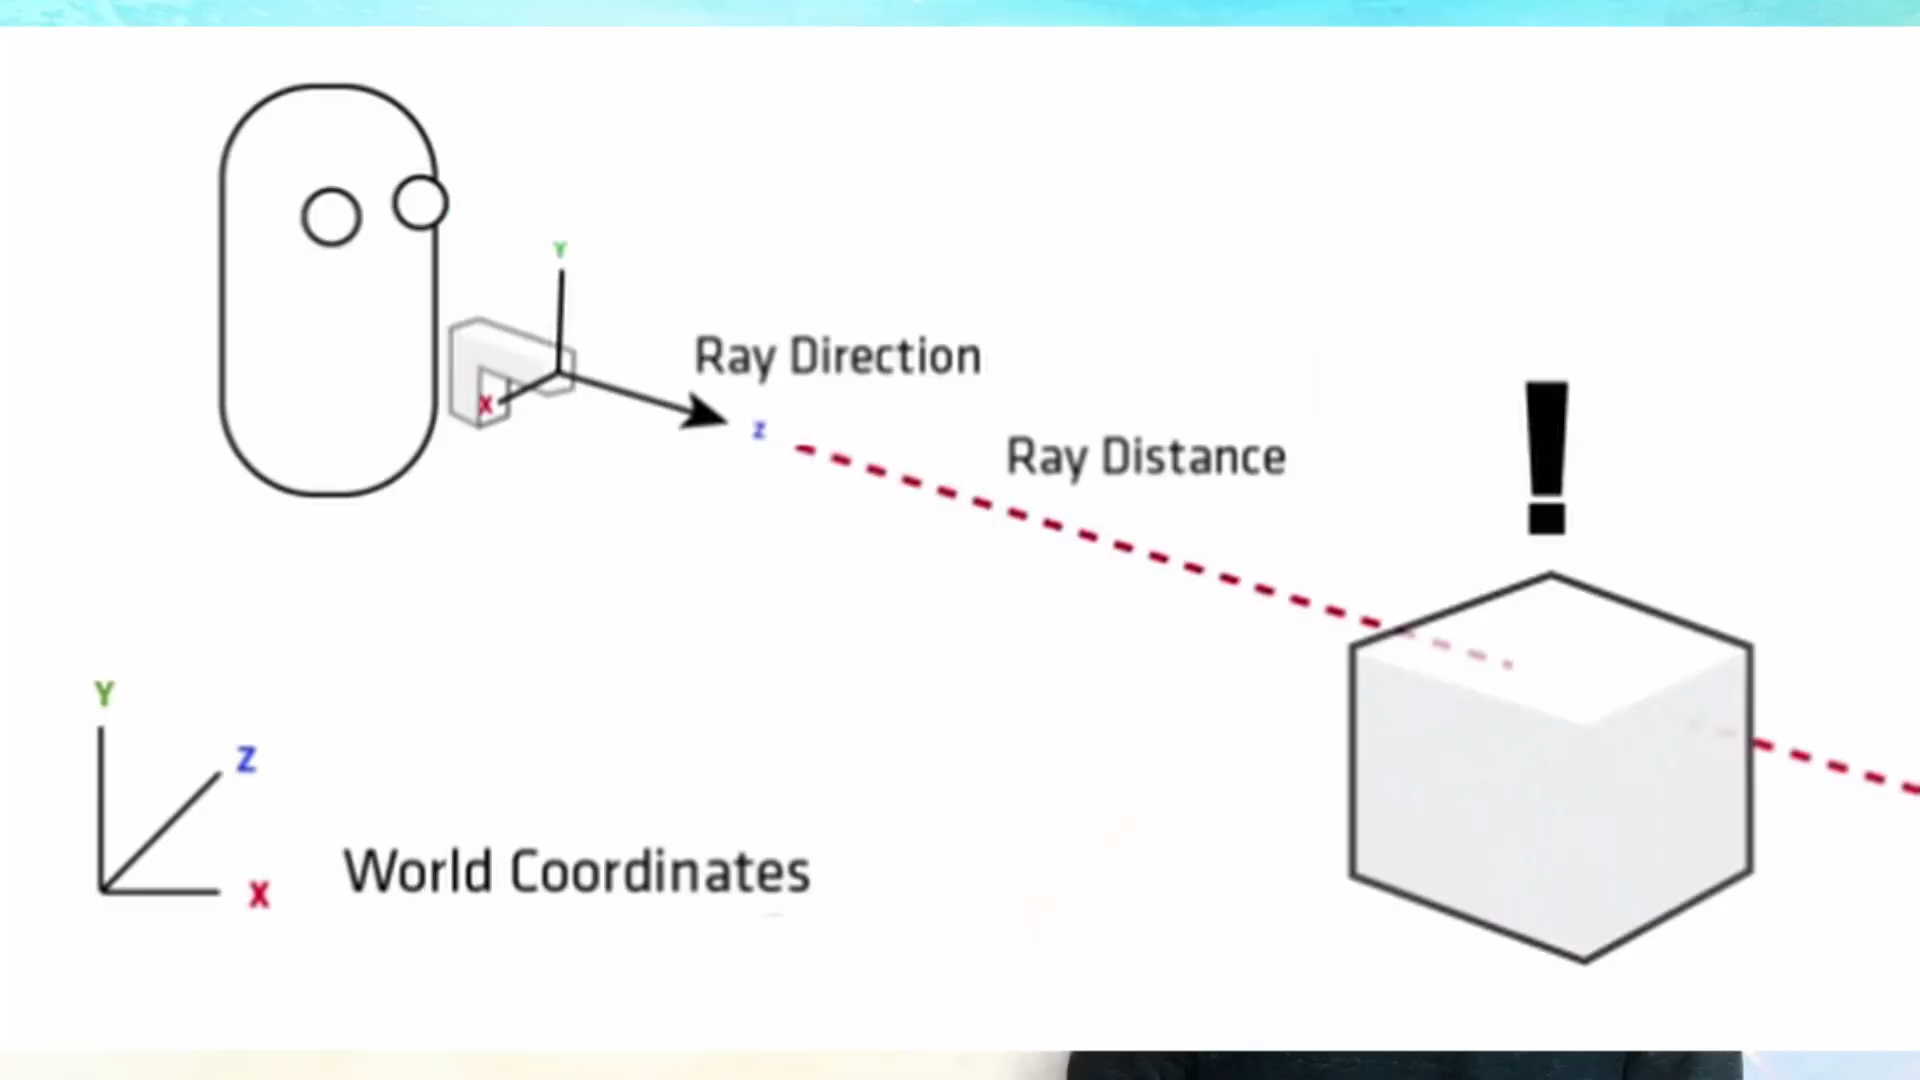 Y
Ray Direction
X
Z
Ray Distance
!
Y
Z
World Coordinates
X